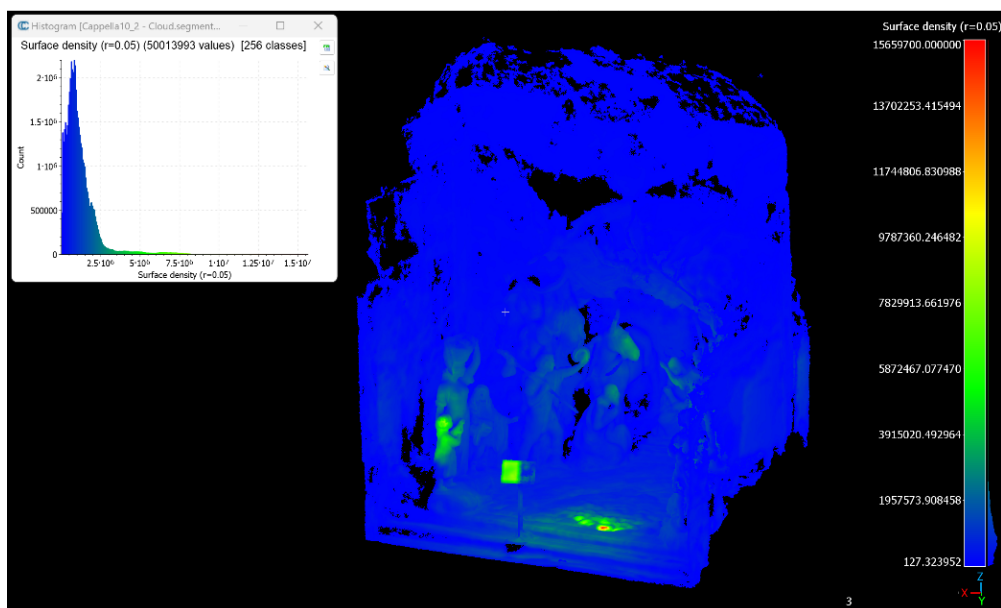 Histogram [Cappella10_2 - Cloud.segment...
Surface density (r=0.05) (50013993 values) [256 classes]
2·10⁶
1.5·10⁶
1·10⁶
500000
0
Count
2.5·10⁶ 5·10⁶ 7.5·10⁶ 1·10⁷ 1.25·10⁷ 1.5·10⁷
Surface density (r=0.05)
Surface density (r=0.05)
15659700.000000
13702253.415494
11744806.830988
9787360.246482
7829913.661976
5872467.077470
3915020.492964
1957573.908458
127.323952
3
Z
X
Y